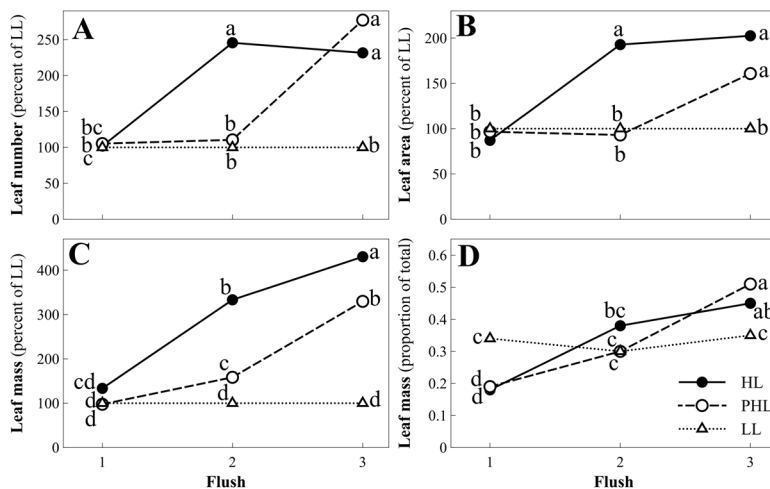 A
Leaf number (percent of LL)
250
200
150
100
50
0
bc
b
c
a
b
b
a
b
B
Leaf area (percent of LL)
200
150
100
50
0
b
b
b
a
b
b
a
a
b
C
Leaf mass (percent of LL)
400
300
200
100
0
cd
d
d
b
c
d
a
b
d
1
2
3
Flush
D
Leaf mass (proportion of total)
0.6
0.5
0.4
0.3
0.2
0.1
0
c
d
d
bc
c
c
a
ab
c
HL
PHL
LL
1
2
3
Flush